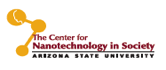 The Center for
Nanotechnology in Society
ARIZONA STATE UNIVERSITY